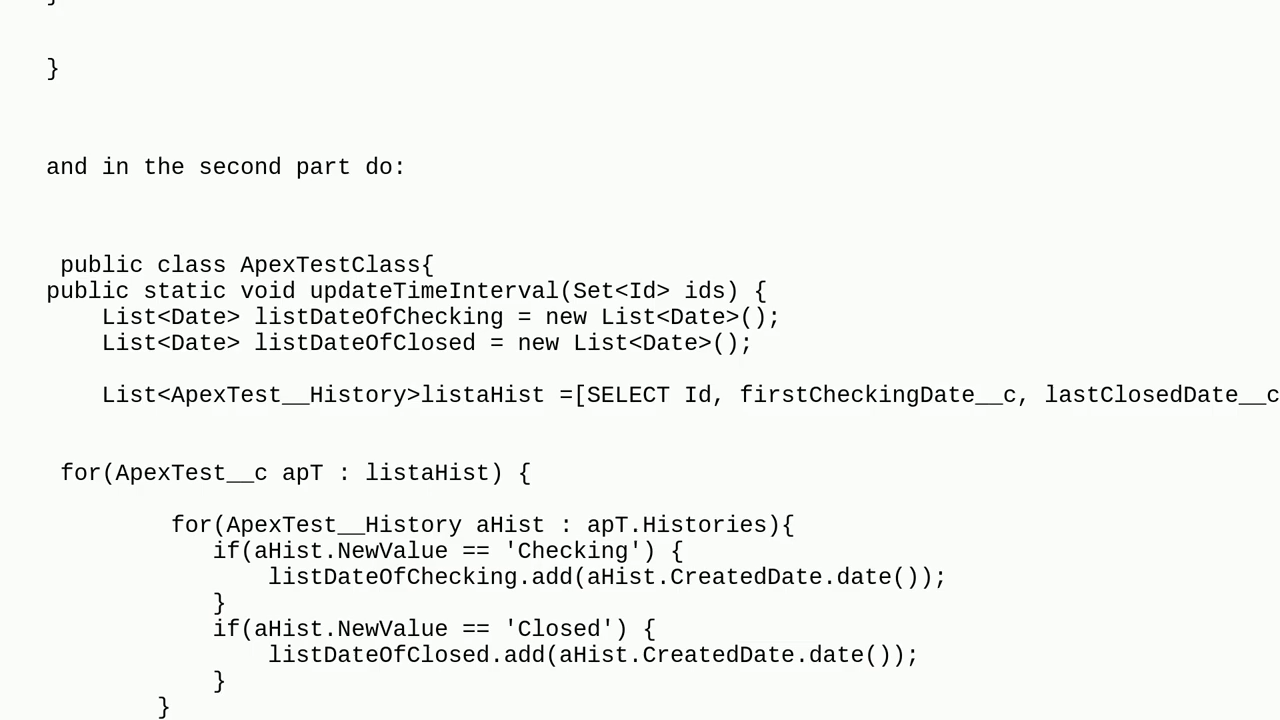 }
}
and in the second part do:
public class ApexTestClass{
public static void updateTimeInterval(Set<Id> ids) {
List<Date> listDateOfChecking = new List<Date>();
List<Date> listDateOfClosed = new List<Date>();
List<ApexTest__History>listaHist =[SELECT Id, firstCheckingDate__c, lastClosedDate__c
for(ApexTest__c apT : listaHist) {
for(ApexTest__History aHist : apT.Histories){
if(aHist.NewValue == 'Checking') {
listDateOfChecking.add(aHist.CreatedDate.date());
}
if(aHist.NewValue == 'Closed') {
listDateOfClosed.add(aHist.CreatedDate.date());
}
}